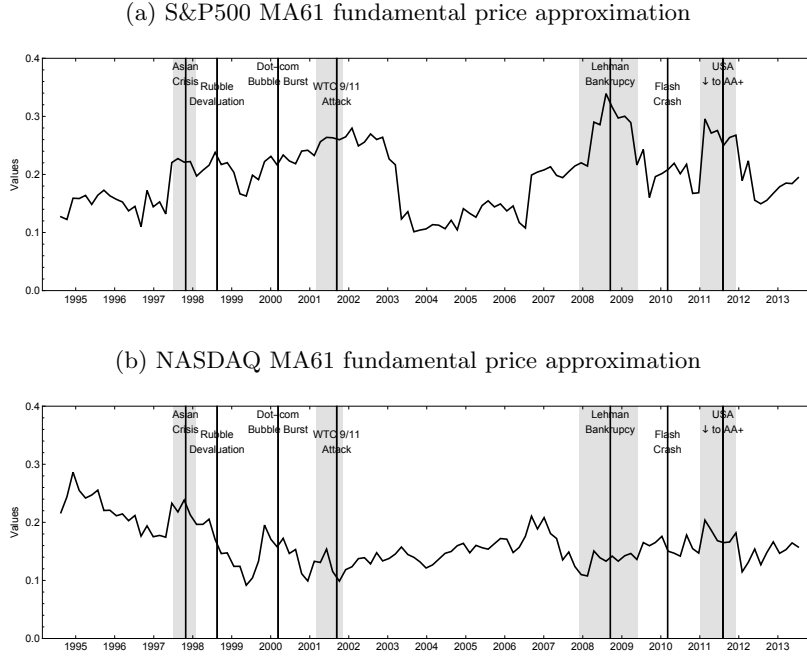 (a) S&P500 MA61 fundamental price approximation
0.4
0.3
0.2
0.1
0.0
Values
Asian
Crisis
Rubble
Devaluation
Dot-com
Bubble Burst
WTC 9/11
Attack
Lehman
Bankrupcy
Flash
Crash
USA
↓ to AA+
1995 1996 1997 1998 1999 2000 2001 2002 2003 2004 2005 2006 2007 2008 2009 2010 2011 2012 2013
(b) NASDAQ MA61 fundamental price approximation
0.4
0.3
0.2
0.1
0.0
Values
Asian
Crisis
Rubble
Devaluation
Dot-com
Bubble Burst
WTC 9/11
Attack
Lehman
Bankrupcy
Flash
Crash
USA
↓ to AA+
1995 1996 1997 1998 1999 2000 2001 2002 2003 2004 2005 2006 2007 2008 2009 2010 2011 2012 2013